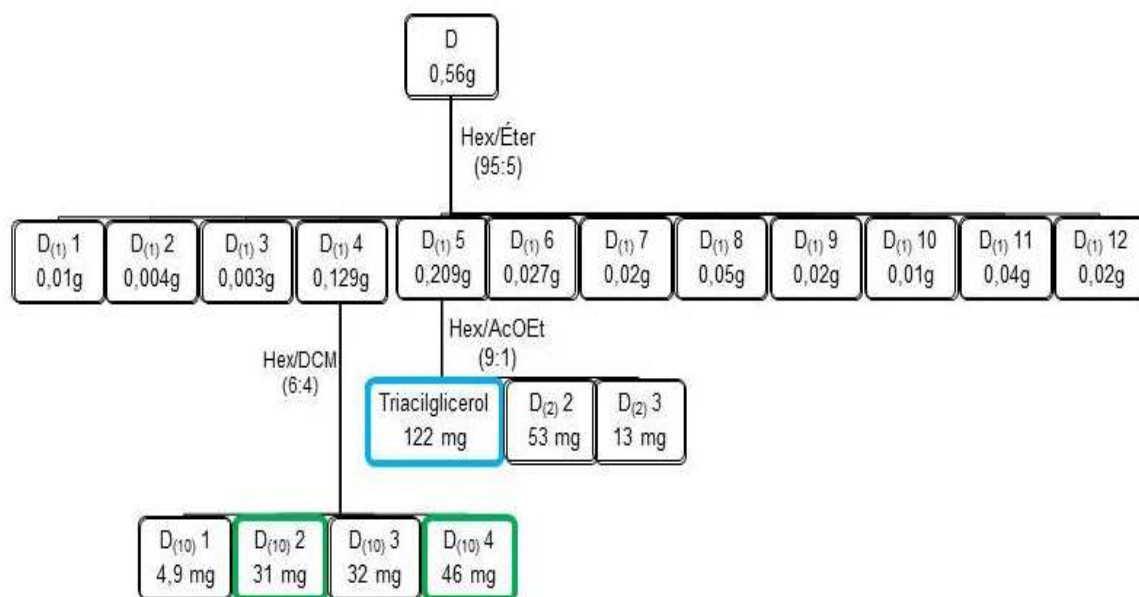 D
0,56g
Hex/Éter
(95:5)
D(1) 1
0,01g
D(1) 2
0,004g
D(1) 3
0,003g
D(1) 4
0,129g
D(1) 5
0,209g
D(1) 6
0,027g
D(1) 7
0,02g
D(1) 8
0,05g
D(1) 9
0,02g
D(1) 10
0,01g
D(1) 11
0,04g
D(1) 12
0,02g
Hex/DCM
(6:4)
Hex/AcOEt
(9:1)
Triacilglicerol
122 mg
D(2) 2
53 mg
D(2) 3
13 mg
D(10) 1
4,9 mg
D(10) 2
31 mg
D(10) 3
32 mg
D(10) 4
46 mg